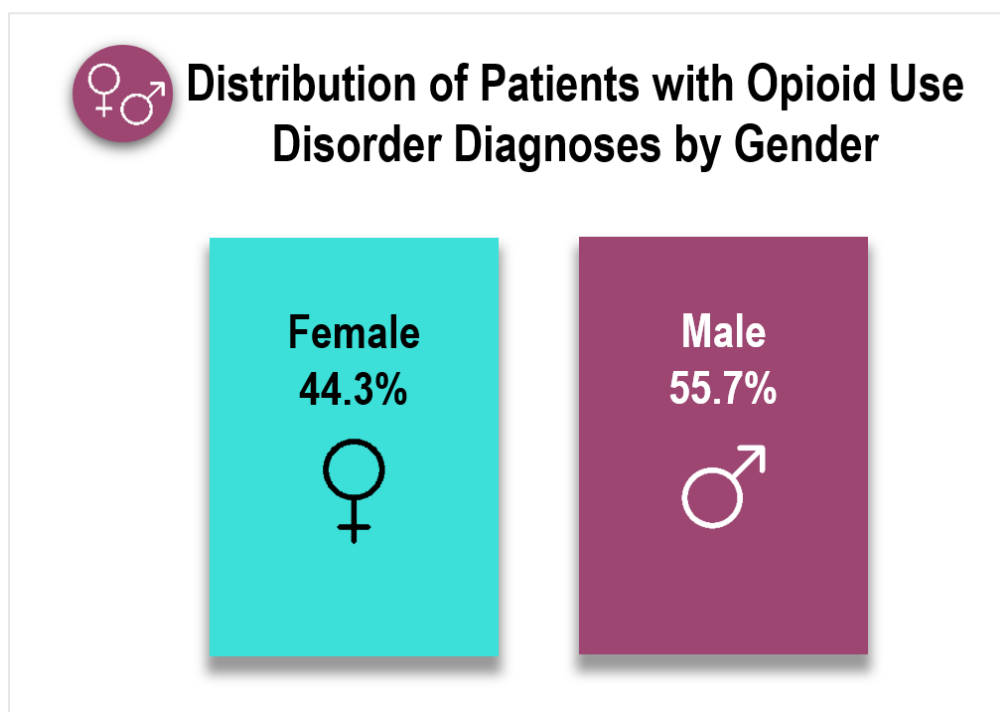 Distribution of Patients with Opioid Use
Disorder Diagnoses by Gender
Female
44.3%
Male
55.7%